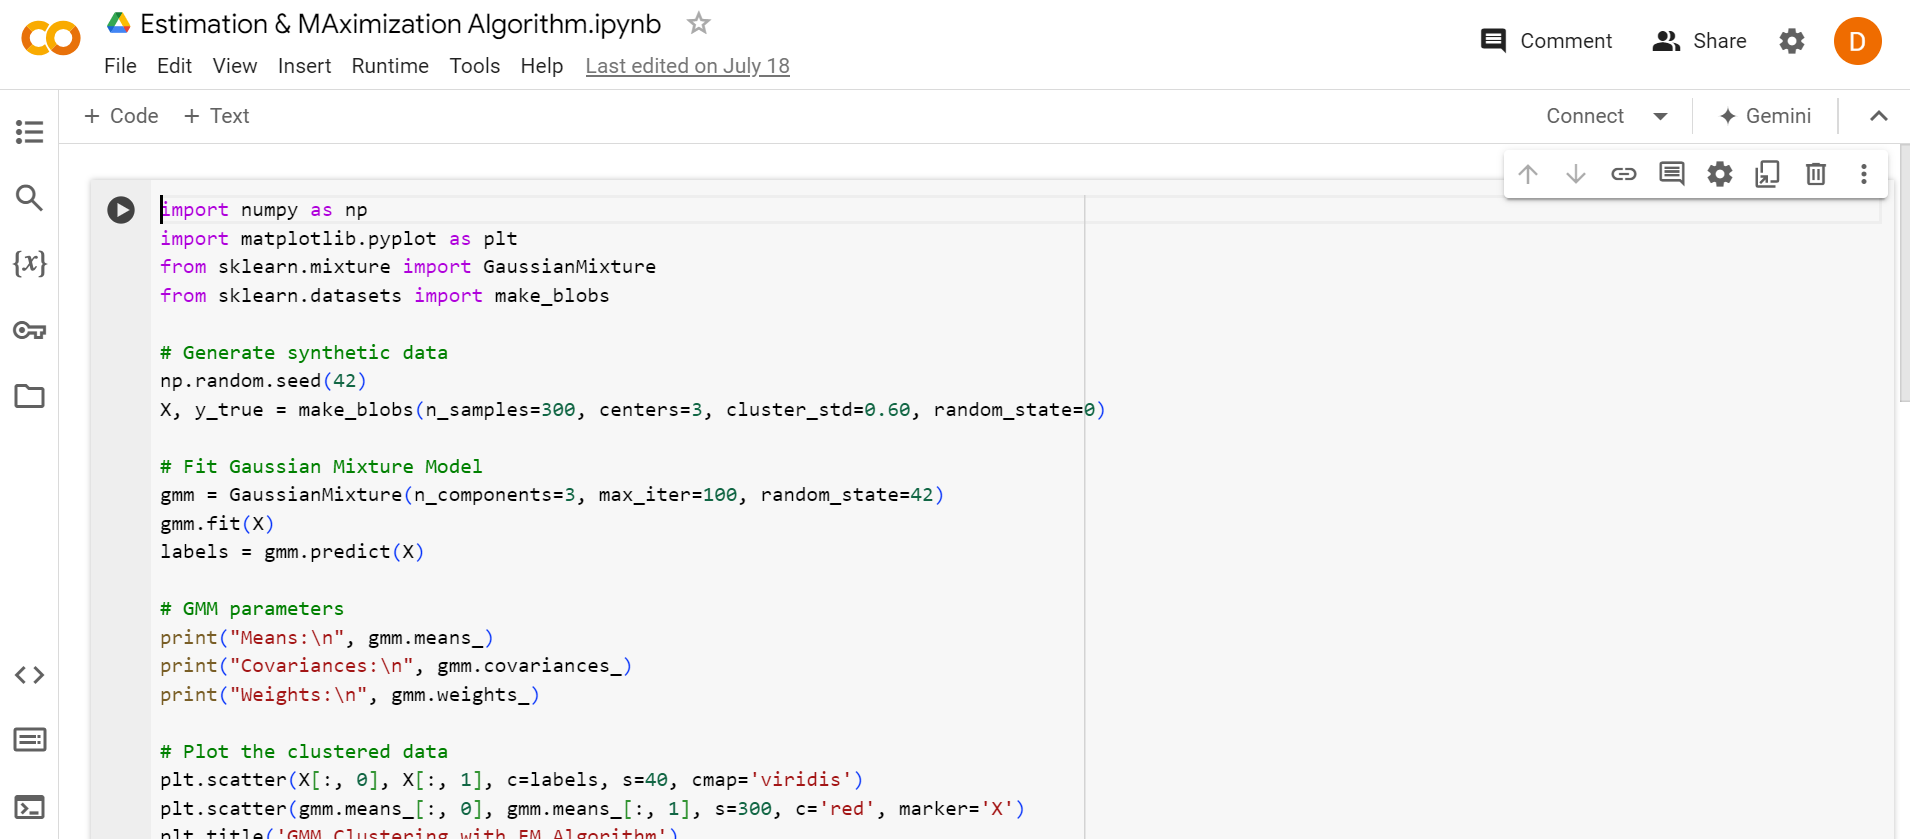 Estimation & MAximization Algorithm.ipynb
File Edit View Insert Runtime Tools Help Last edited on July 18
Comment Share D
+ Code + Text
Connect Gemini
{x}
import numpy as np
import matplotlib.pyplot as plt
from sklearn.mixture import GaussianMixture
from sklearn.datasets import make_blobs
# Generate synthetic data
np.random.seed(42)
X, y_true = make_blobs(n_samples=300, centers=3, cluster_std=0.60, random_state=0)
# Fit Gaussian Mixture Model
gmm = GaussianMixture(n_components=3, max_iter=100, random_state=42)
gmm.fit(X)
labels = gmm.predict(X)
# GMM parameters
print("Means:\n", gmm.means_)
print("Covariances:\n", gmm.covariances_)
print("Weights:\n", gmm.weights_)
# Plot the clustered data
plt.scatter(X[:, 0], X[:, 1], c=labels, s=40, cmap='viridis')
plt.scatter(gmm.means_[:, 0], gmm.means_[:, 1], s=300, c='red', marker='X')
plt.title('GMM Clustering with EM Algorithm')